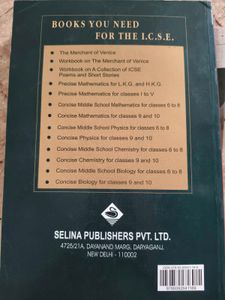 BOOKS YOU NEED
FOR THE I.C.S.E.
The Merchant of Venice
Workbook on The Merchant of Venice
Workbook on A Collection of ICSE
Poems and Short Stories
Precise Mathematics for L.K.G. and H.K.G.
Precise Mathematics for classes I to V
Concise Middle School Mathematics for classes 6 to 8
Concise Mathematics for classes 9 and 10
Concise Middle School Physics for classes 6 to 8
Concise Physics for classes 9 and 10
Concise Middle School Chemistry for classes 6 to 8
Concise Chemistry for classes 9 and 10
Concise Middle School Biology for classes 6 to 8
Concise Biology for classes 9 and 10
SELINA PUBLISHERS PVT. LTD.
4725/21A, DAYANAND MARG, DARYAGANJ,
NEW DELHI - 110002